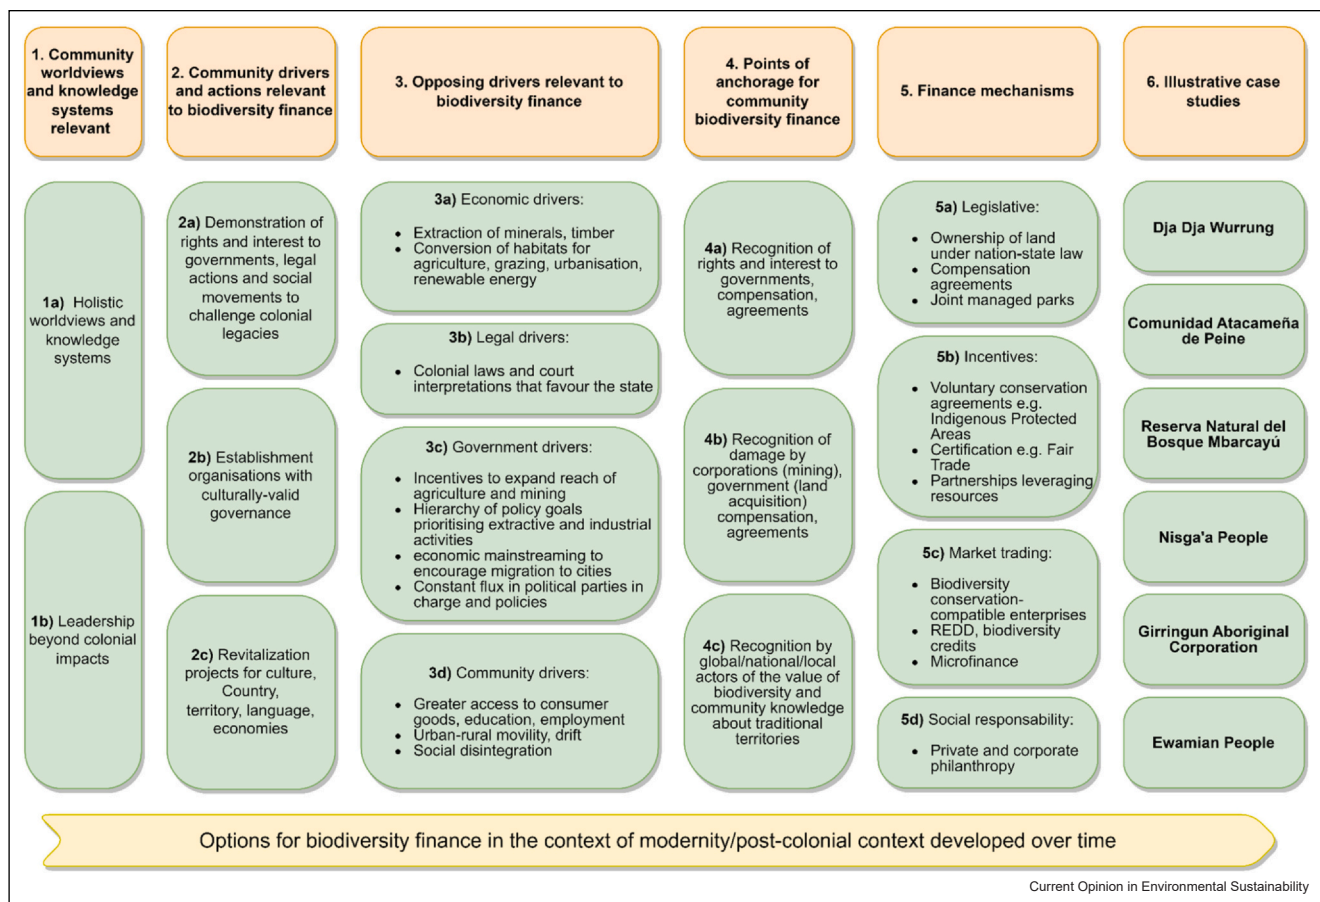 1. Community
worldviews
and knowledge
systems
relevant
2. Community drivers
and actions relevant
to biodiversity finance
3. Opposing drivers relevant to
biodiversity finance
4. Points of
anchorage for
community
biodiversity finance
5. Finance mechanisms
6. Illustrative case
studies
1a) Holistic
worldviews and
knowledge
systems
1b) Leadership
beyond colonial
impacts
2a) Demonstration of
rights and interest to
governments, legal
actions and social
movements to
challenge colonial
legacies
2b) Establishment
organisations with
culturally-valid
governance
2c) Revitalization
projects for culture,
Country,
territory, language,
economies
3a) Economic drivers:
• Extraction of minerals, timber
• Conversion of habitats for
agriculture, grazing, urbanisation,
renewable energy
3b) Legal drivers:
• Colonial laws and court
interpretations that favour the state
3c) Government drivers:
• Incentives to expand reach of
agriculture and mining
• Hierarchy of policy goals
prioritising extractive and industrial
activities
• economic mainstreaming to
encourage migration to cities
• Constant flux in political parties in
charge and policies
3d) Community drivers:
• Greater access to consumer
goods, education, employment
• Urban-rural movility, drift
• Social disintegration
4a) Recognition of
rights and interest to
governments,
compensation,
agreements
4b) Recognition of
damage by
corporations (mining),
government (land
acquisition)
compensation,
agreements
4c) Recognition by
global/national/local
actors of the value of
biodiversity and
community knowledge
about traditional
territories
5a) Legislative:
• Ownership of land
under nation-state law
• Compensation
agreements
• Joint managed parks
5b) Incentives:
• Voluntary conservation
agreements e.g.
Indigenous Protected
Areas
• Certification e.g. Fair
Trade
• Partnerships leveraging
resources
5c) Market trading:
• Biodiversity
conservation-
compatible enterprises
• REDD, biodiversity
credits
• Microfinance
5d) Social responsability:
• Private and corporate
philanthropy
Dja Dja Wurrung
Comunidad Atacameña
de Peine
Reserva Natural del
Bosque Mbarcayú
Nisga'a People
Girringun Aboriginal
Corporation
Ewamian People
Options for biodiversity finance in the context of modernity/post-colonial context developed over time
Current Opinion in Environmental Sustainability